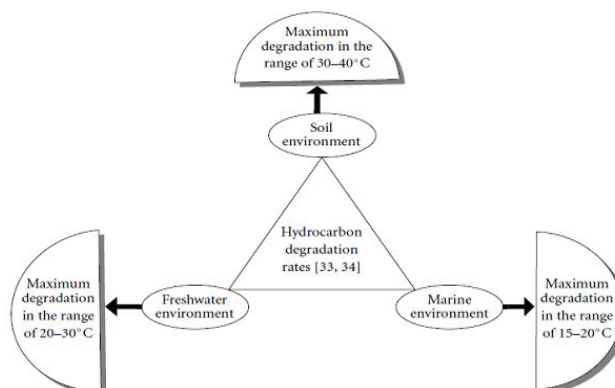 Maximum
degradation in the
range of 30–40°C
Soil
environment
Hydrocarbon
degradation
rates [33, 34]
Maximum
degradation
in the range
of 20–30°C
Freshwater
environment
Marine
environment
Maximum
degradation
in the range
of 15–20°C